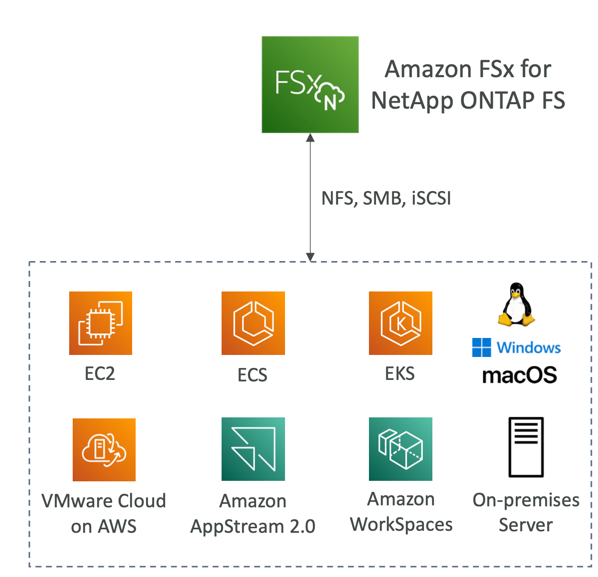 FSx
N
Amazon FSx for
NetApp ONTAP FS
NFS, SMB, iSCSI
EC2
ECS
K
EKS
Windows
macOS
VMware Cloud
on AWS
Amazon
AppStream 2.0
Amazon
WorkSpaces
On-premises
Server